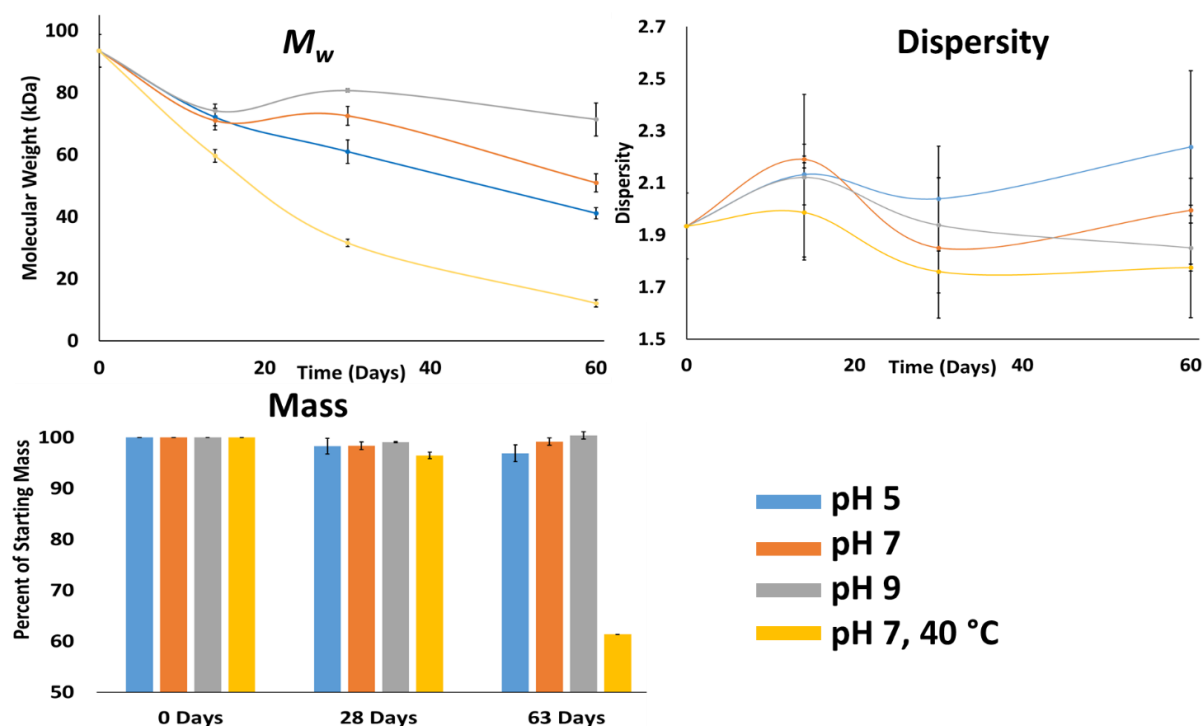 Mw
Molecular Weight (kDa)
100
80
60
40
20
0
0
20
40
60
Time (Days)
Dispersity
Dispersity
2.7
2.5
2.3
2.1
1.9
1.7
1.5
0
20
40
60
Time (Days)
Mass
Percent of Starting Mass
100
90
80
70
60
50
0 Days
28 Days
63 Days
pH 5
pH 7
pH 9
pH 7, 40 °C